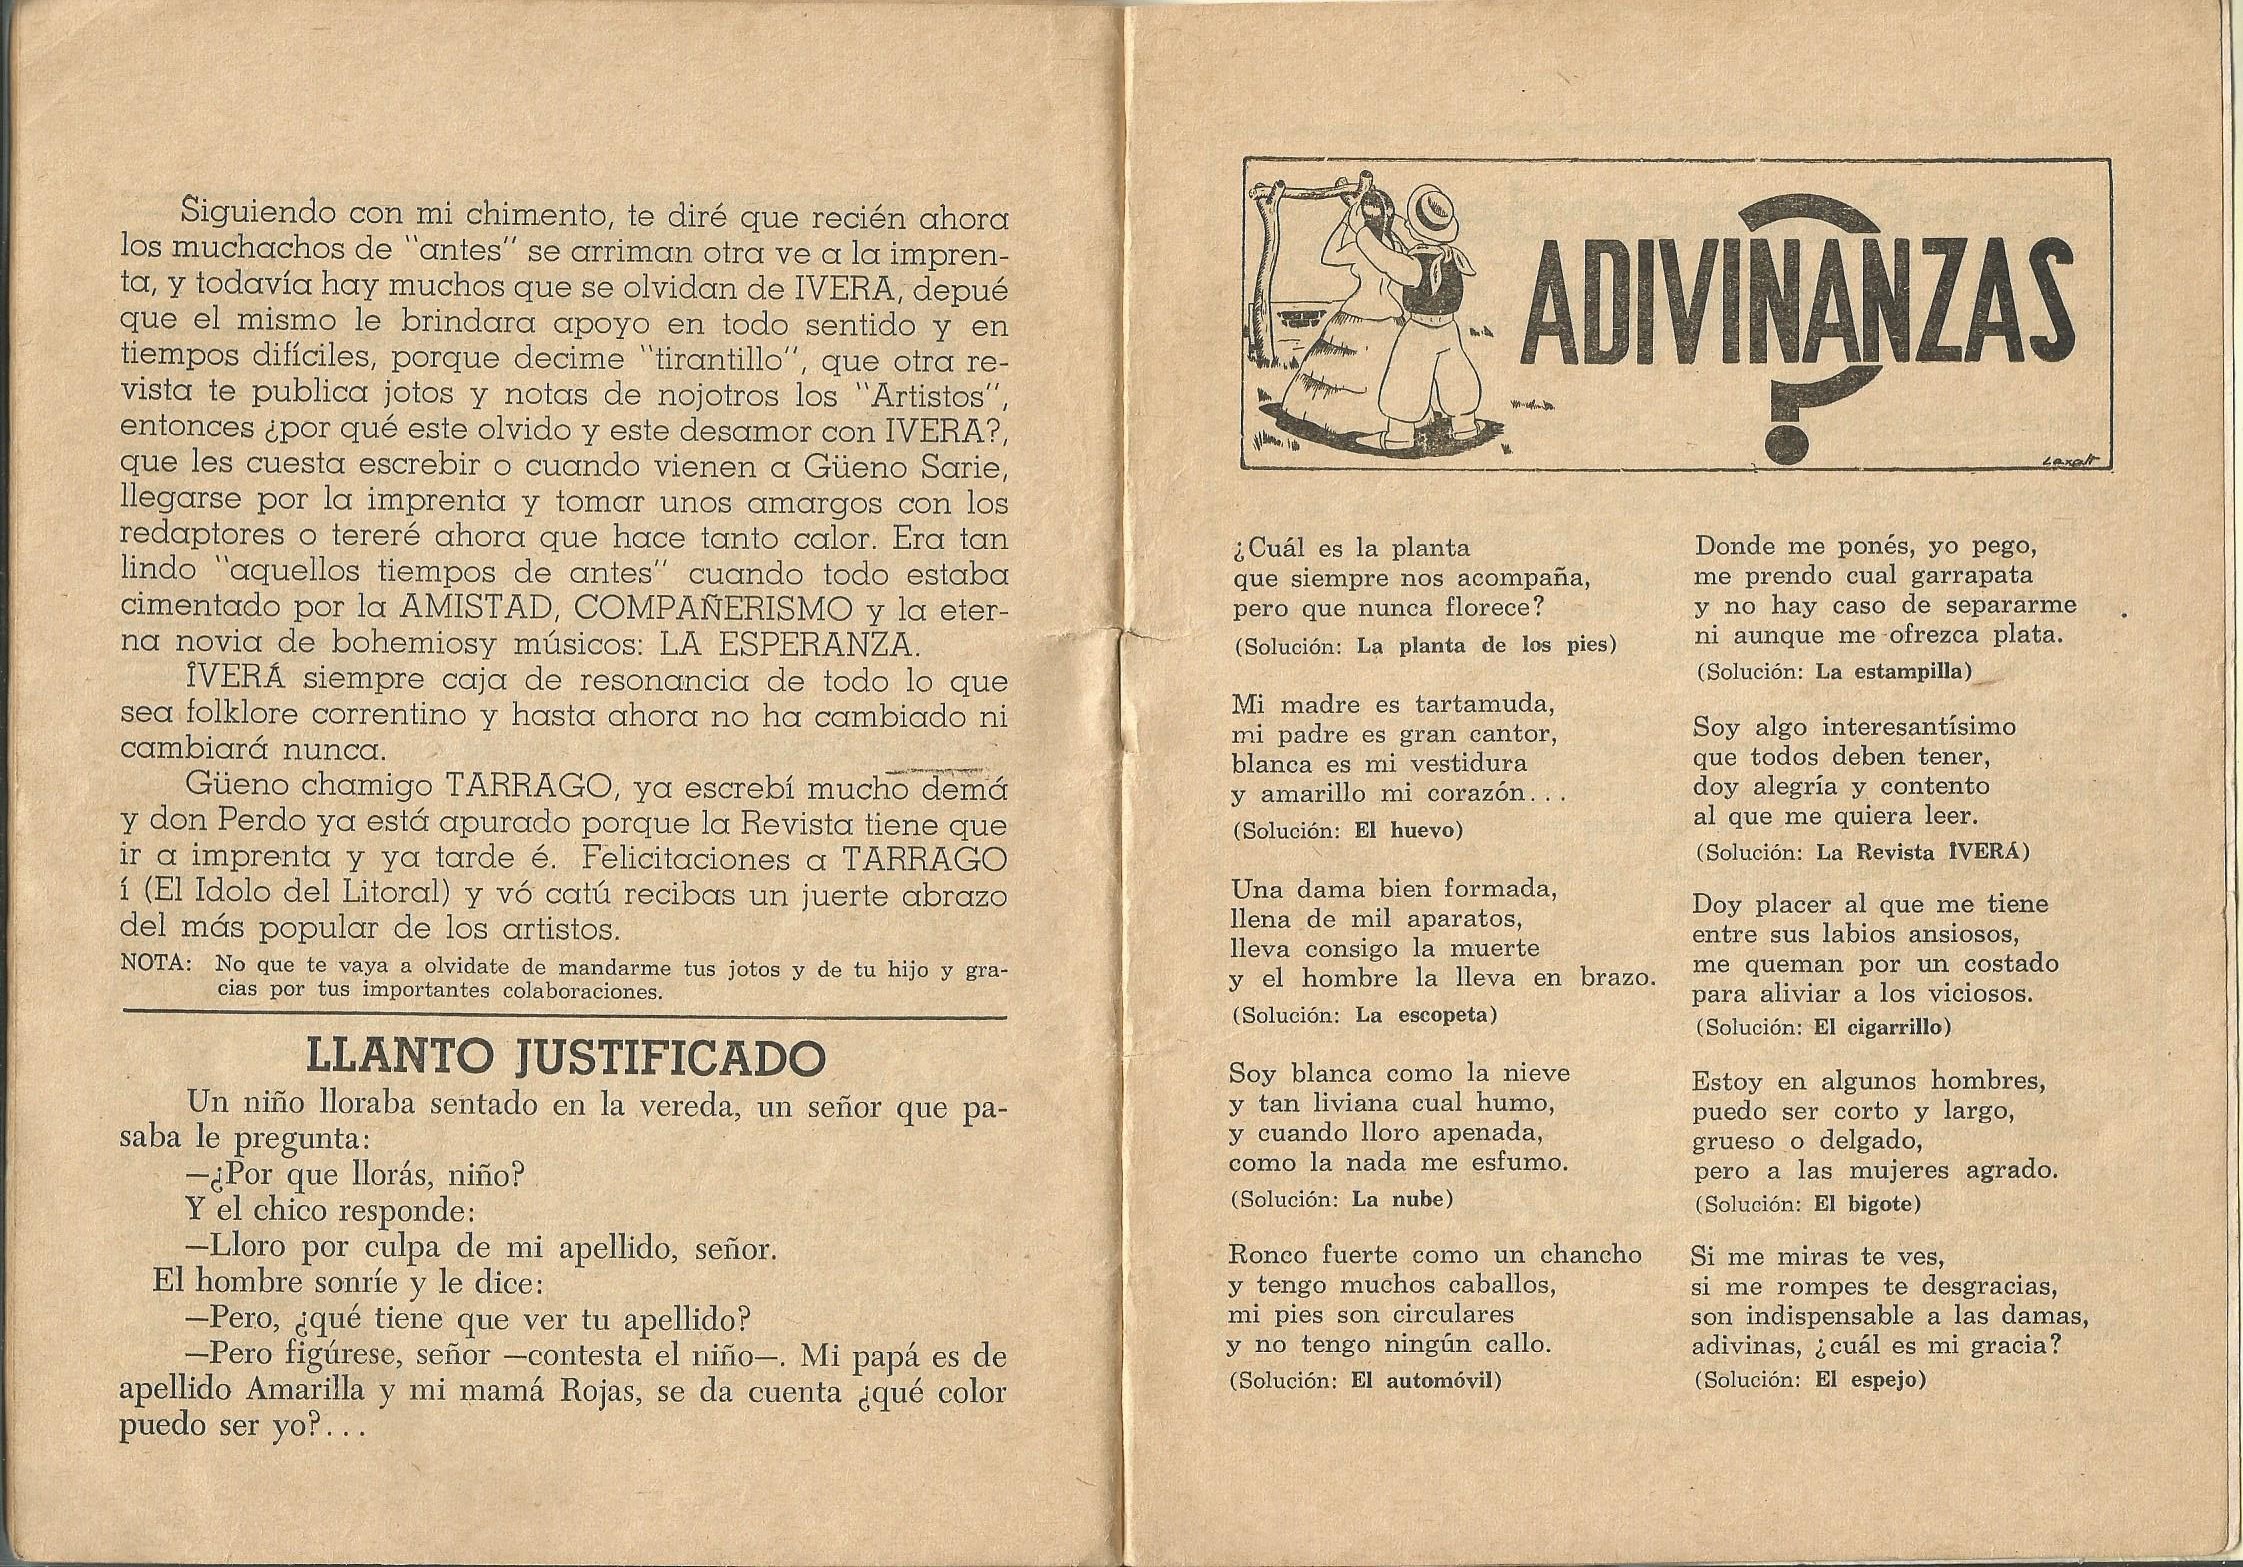 Siguiendo con mi chimento, te diré que recién ahora
los muchachos de "antes" se arriman otra ve a la impren-
ta, y todavía hay muchos que se olvidan de IVERA, depué
que el mismo le brindara apoyo en todo sentido y en
tiempos difíciles, porque decime "tirantillo", que otra re-
vista te publica jotos y notas de nojotros los "Artistos",
entonces ¿por qué este olvido y este desamor con IVERA?,
que les cuesta escrebir o cuando vienen a Güeno Sarie,
llegarse por la imprenta y tomar unos amargos con los
redaptores o tereré ahora que hace tanto calor. Era tan
lindo "aquellos tiempos de antes" cuando todo estaba
cimentado por la AMISTAD, COMPAÑERISMO y la eter-
na novia de bohemiosy músicos: LA ESPERANZA.
ÎVERÁ siempre caja de resonancia de todo lo que
sea folklore correntino y hasta ahora no ha cambiado ni
cambiará nunca.
Güeno chamigo TARRAGO, ya escrebí mucho demá
y don Perdo ya está apurado porque la Revista tiene que
ir a imprenta y ya tarde é. Felicitaciones a TARRAGO
í (El Idolo del Litoral) y vó catú recibas un juerte abrazo
del más popular de los artistos.
NOTA: No que te vaya a olvidate de mandarme tus jotos y de tu hijo y gra-
cias por tus importantes colaboraciones.
LLANTO JUSTIFICADO
Un niño lloraba sentado en la vereda, un señor que pa-
saba le pregunta:
—¿Por que llorás, niño?
Y el chico responde:
—Lloro por culpa de mi apellido, señor.
El hombre sonríe y le dice:
—Pero, ¿qué tiene que ver tu apellido?
—Pero figúrese, señor —contesta el niño—. Mi papá es de
apellido Amarilla y mi mamá Rojas, se da cuenta ¿qué color
puedo ser yo?...
ADIVINANZAS
?
Laxalt
¿Cuál es la planta
que siempre nos acompaña,
pero que nunca florece?
(Solución: La planta de los pies)
Mi madre es tartamuda,
mi padre es gran cantor,
blanca es mi vestidura
y amarillo mi corazón...
(Solución: El huevo)
Una dama bien formada,
llena de mil aparatos,
lleva consigo la muerte
y el hombre la lleva en brazo.
(Solución: La escopeta)
Soy blanca como la nieve
y tan liviana cual humo,
y cuando lloro apenada,
como la nada me esfumo.
(Solución: La nube)
Ronco fuerte como un chancho
y tengo muchos caballos,
mi pies son circulares
y no tengo ningún callo.
(Solución: El automóvil)
Donde me ponés, yo pego,
me prendo cual garrapata
y no hay caso de separarme
ni aunque me ofrezca plata.
(Solución: La estampilla)
Soy algo interesantísimo
que todos deben tener,
doy alegría y contento
al que me quiera leer.
(Solución: La Revista ÎVERÁ)
Doy placer al que me tiene
entre sus labios ansiosos,
me queman por un costado
para aliviar a los viciosos.
(Solución: El cigarrillo)
Estoy en algunos hombres,
puedo ser corto y largo,
grueso o delgado,
pero a las mujeres agrado.
(Solución: El bigote)
Si me miras te ves,
si me rompes te desgracias,
son indispensable a las damas,
adivinas, ¿cuál es mi gracia?
(Solución: El espejo)